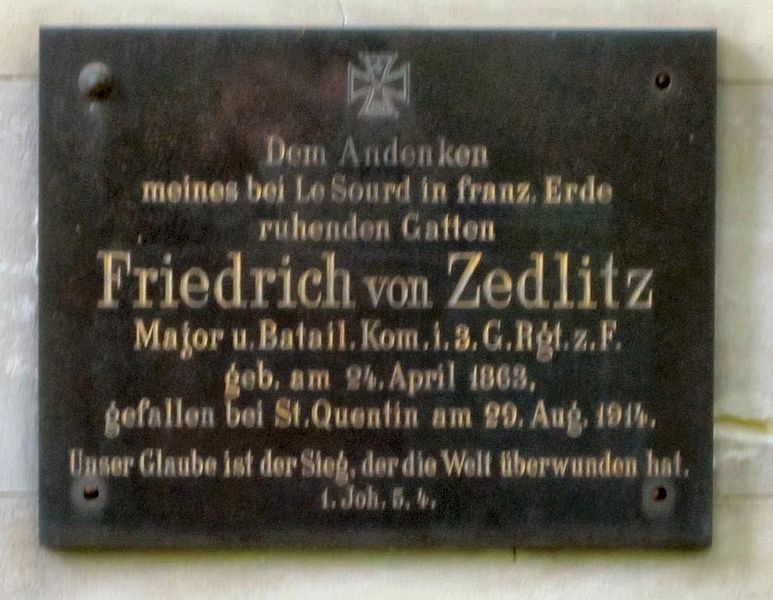 Dem Andenken
meines bei Le Sourd in franz. Erde
ruhenden Gatten
Friedrich von Zedlitz
Major u. Batail. Kom. i. 3. G. Rgt. z. F.
geb. am 24. April 1863.
gefallen bei St. Quentin am 29. Aug. 1914.
Unser Glaube ist der Sieg, der die Welt überwunden hat.
1. Joh. 5. 4.